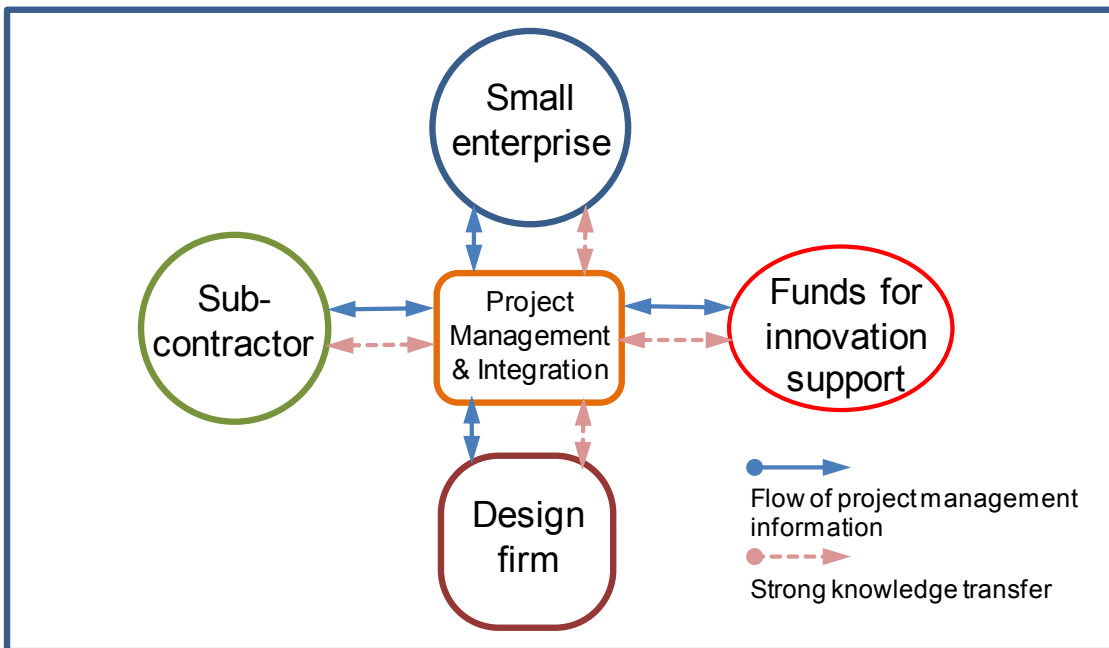 Small
enterprise
Sub-
contractor
Project
Management
& Integration
Funds for
innovation
support
Design
firm
Flow of project management
information
Strong knowledge transfer